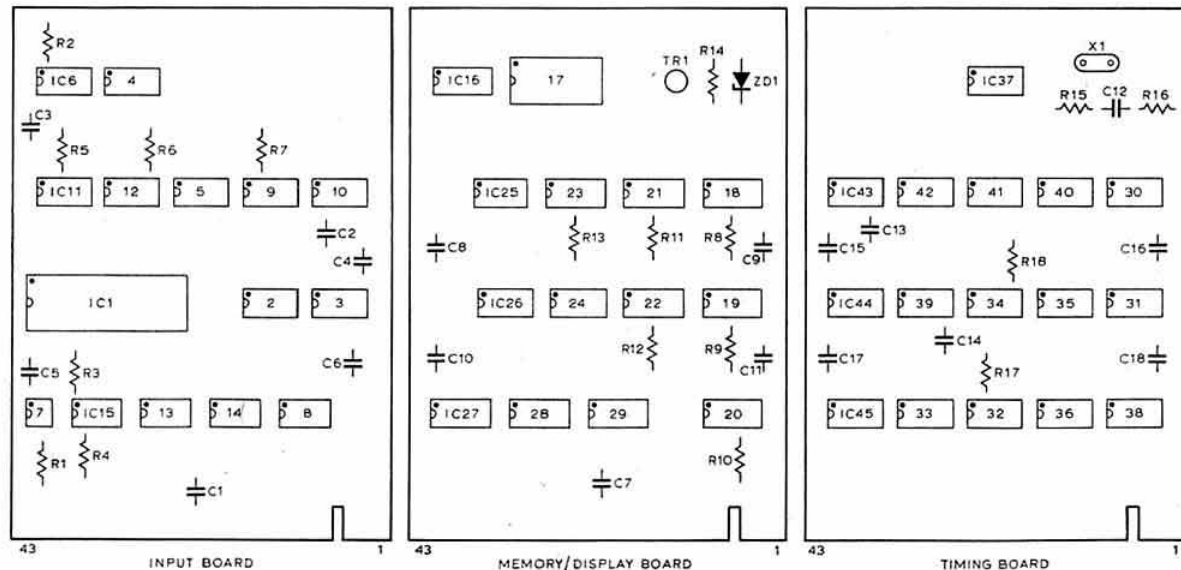 R2
IC6 4
C3
R5 R6 R7
IC11 12 5 9 10
C2
C4
IC1 2 3
C5 R3 C6
7 IC15 13 14 8
R1 R4
C1
43 1
INPUT BOARD
IC16 17 TR1 R14 ZD1
IC25 23 21 18
C8 R13 R11 R8 C9
IC26 24 22 19
C10 R12 R9 C11
IC27 28 29 20
R10
C7
43 1
MEMORY/DISPLAY BOARD
X1
IC37
R15 C12 R16
IC43 42 41 40 30
C13
C15 R18 C16
IC44 39 34 35 31
C14
C17 R17 C18
IC45 33 32 36 38
43 1
TIMING BOARD